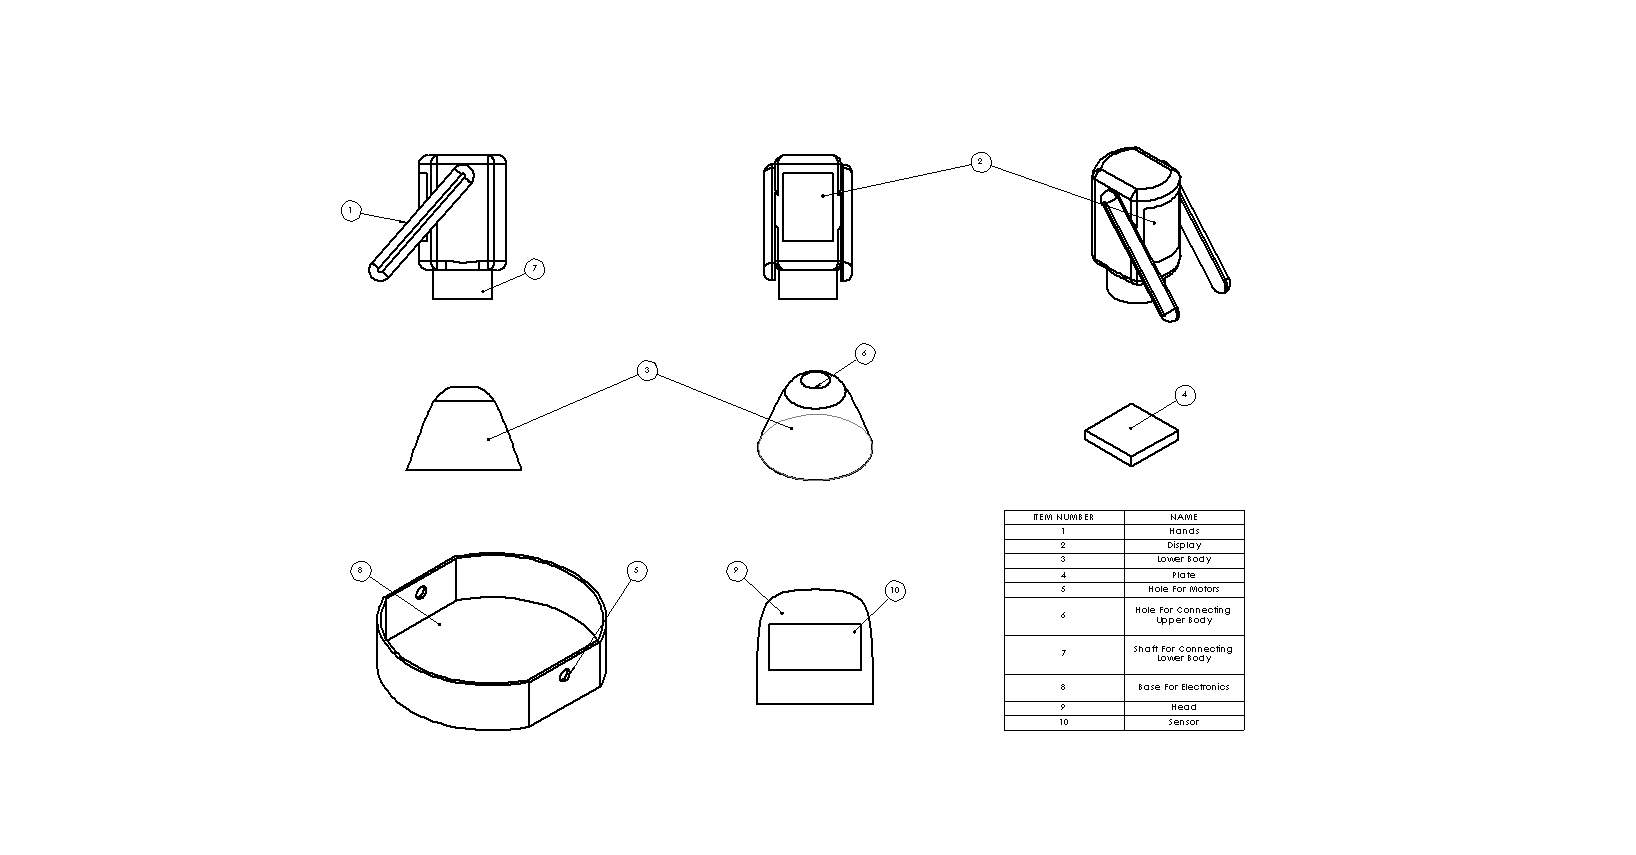 2
1
7
6
3
4
ITEM NUMBER NAME
1 Hands
2 Display
3 Lower Body
4 Plate
5 Hole For Motors
6 Hole For Connecting
Upper Body
7 Shaft For Connecting
Lower Body
8 Base For Electronics
9 Head
10 Sensor
8
5
9
10